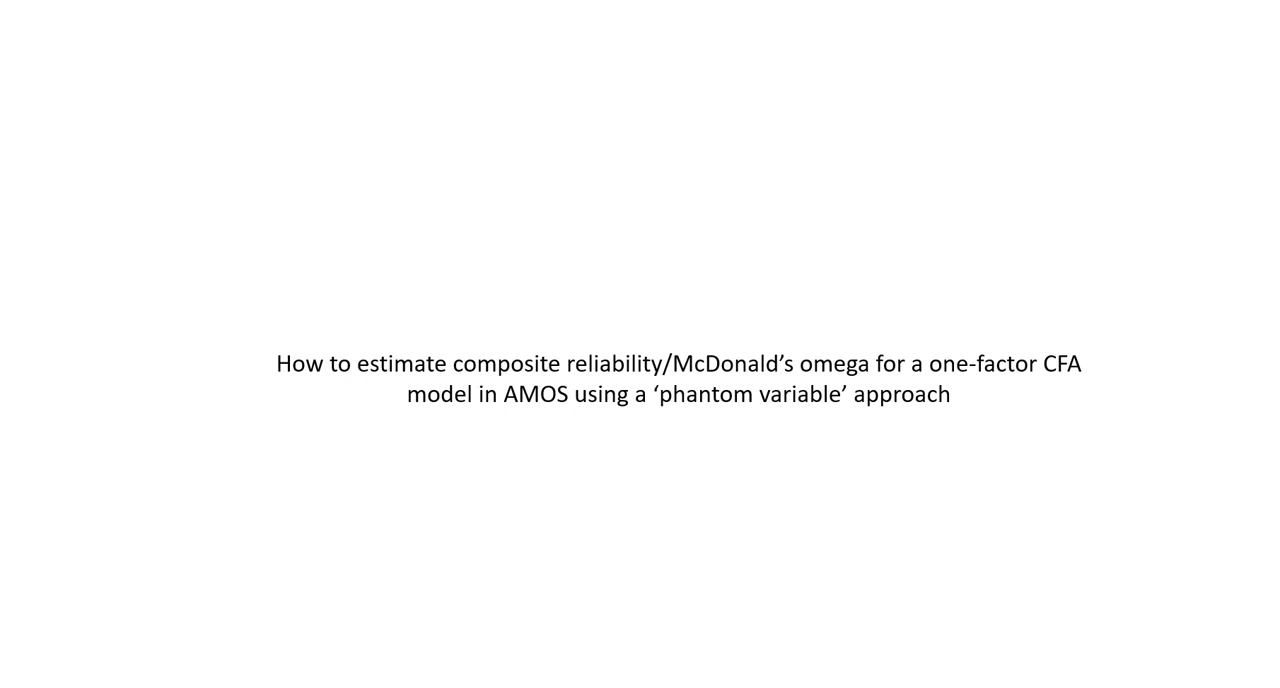 How to estimate composite reliability/McDonald’s omega for a one-factor CFA
model in AMOS using a ‘phantom variable’ approach